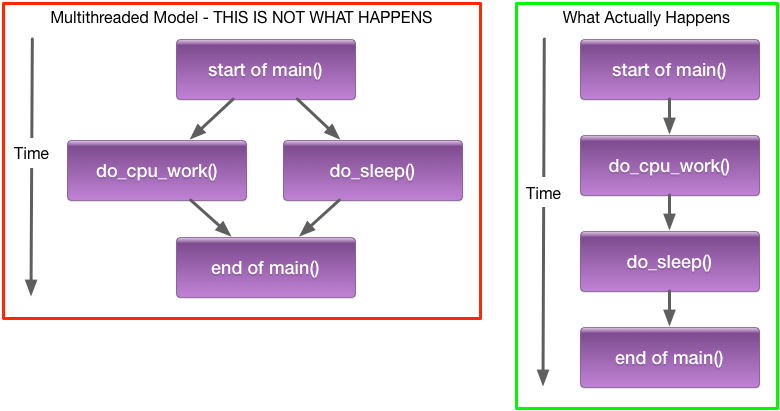 Multithreaded Model - THIS IS NOT WHAT HAPPENS
start of main()
Time
do_cpu_work()
do_sleep()
end of main()
What Actually Happens
start of main()
do_cpu_work()
Time
do_sleep()
end of main()